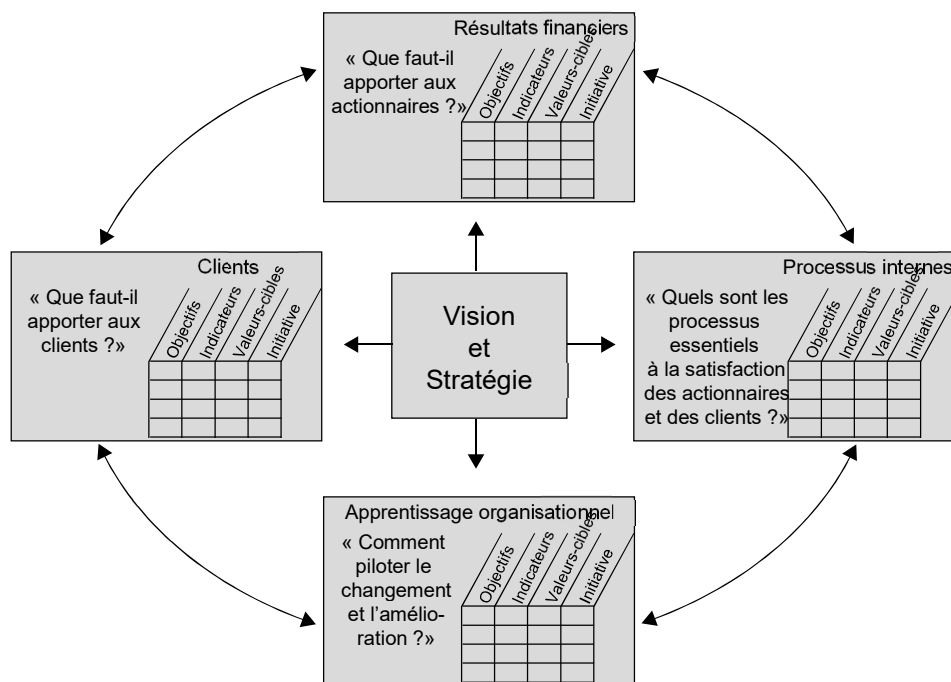 Résultats financiers
« Que faut-il
apporter aux
actionnaires ?»
Objectifs
Indicateurs
Valeurs-cibles
Initiative
Clients
« Que faut-il
apporter aux
clients ?»
Objectifs
Indicateurs
Valeurs-cibles
Initiative
Vision
et
Stratégie
Processus internes
« Quels sont les
processus
essentiels
à la satisfaction
des actionnaires
et des clients ?»
Objectifs
Indicateurs
Valeurs-cibles
Initiative
Apprentissage organisationnel
« Comment
piloter le
changement
et l’amélio-
ration ?»
Objectifs
Indicateurs
Valeurs-cibles
Initiative